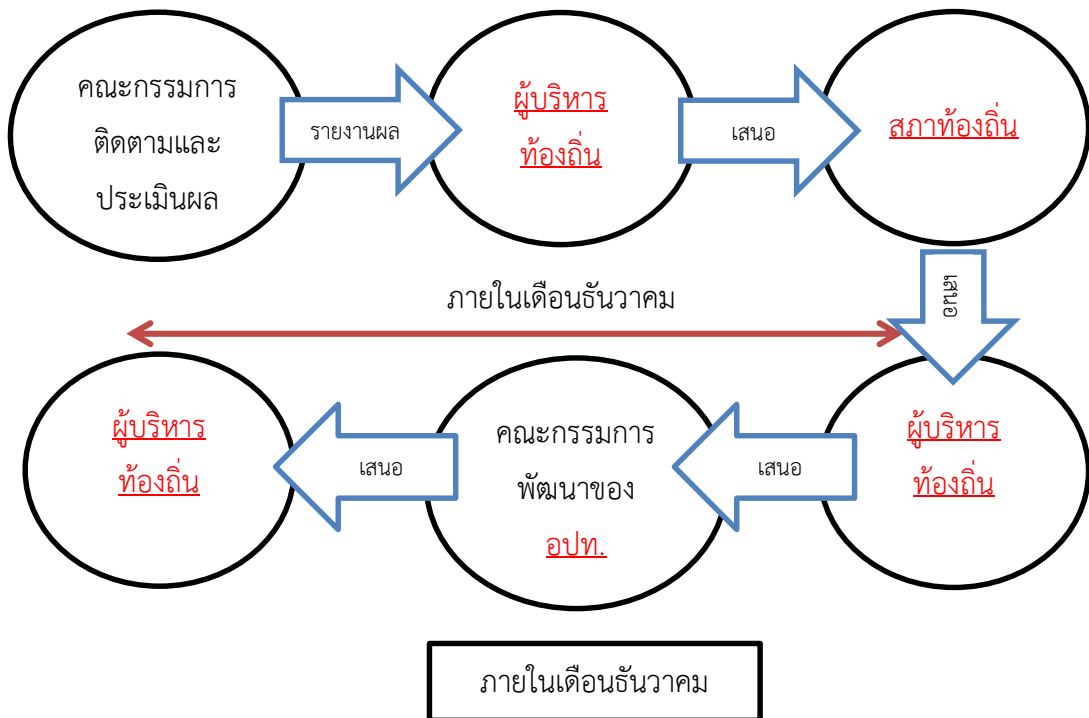 คณะกรรมการ
ติดตามและ
ประเมินผล
รายงานผล
ผู้บริหาร
ท้องถิ่น
เสนอ
สภาท้องถิ่น
เสนอ
ภายในเดือนธันวาคม
ผู้บริหาร
ท้องถิ่น
เสนอ
คณะกรรมการ
พัฒนาของ
อปท.
เสนอ
ผู้บริหาร
ท้องถิ่น
ภายในเดือนธันวาคม